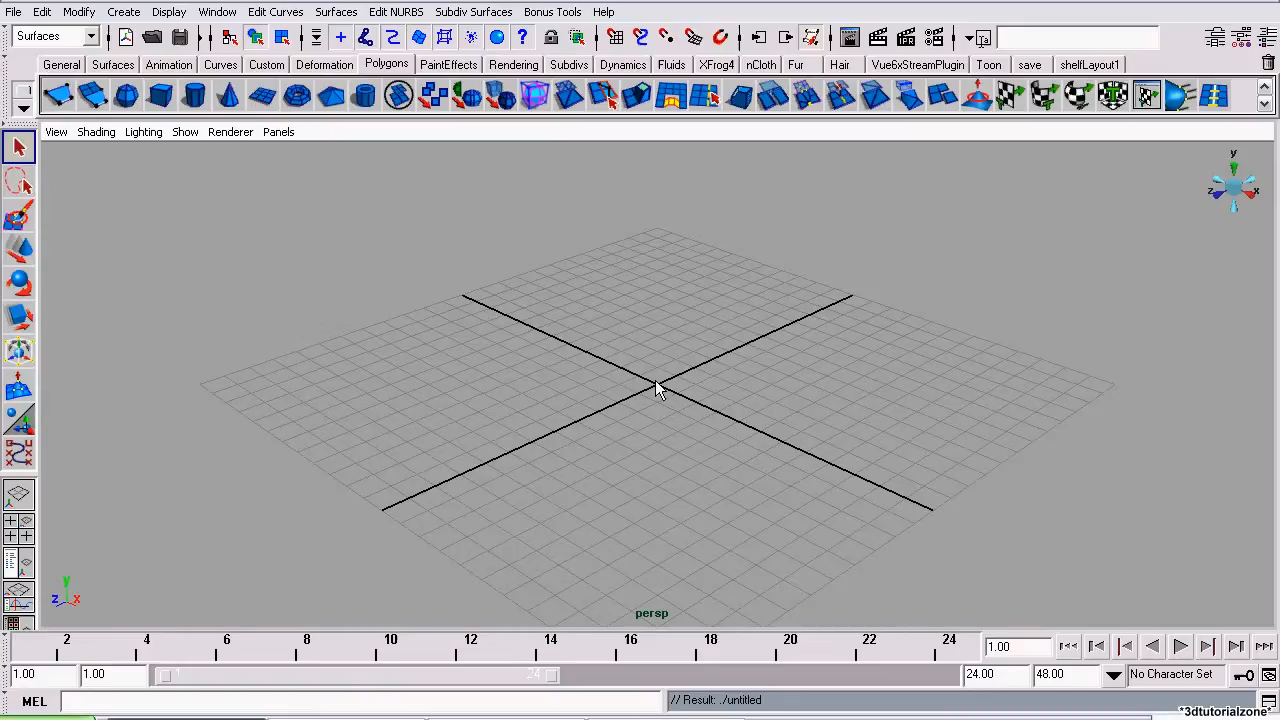 File Edit Modify Create Display Window Edit Curves Surfaces Edit NURBS Subdiv Surfaces Bonus Tools Help
Surfaces
General Surfaces Animation Curves Custom Deformation Polygons PaintEffects Rendering Subdivs Dynamics Fluids XFrog4 nCloth Fur Hair Vue6xStreamPlugin Toon save shelfLayout1
View Shading Lighting Show Renderer Panels
y
z x
y
z x
persp
2 4 6 8 10 12 14 16 18 20 22 24 1.00
1.00 1.00 1 24 24.00 48.00 No Character Set
MEL // Result: ./untitled
*3dtutorialzone*